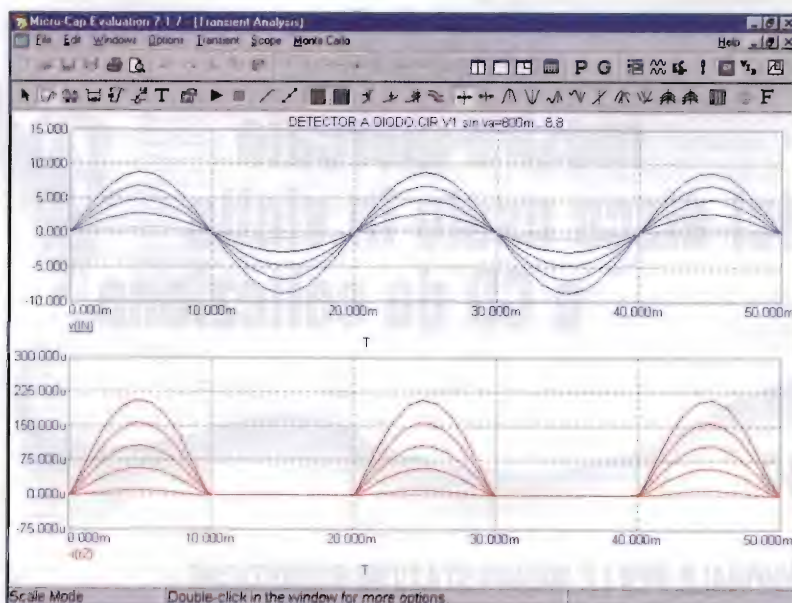 Micro-Cap Evaluation 7.1.7 - [Transient Analysis]
File Edit Windows Options Transient Scope Monte Carlo Help
P G
T F
DETECTOR A DIODO.CIR V1 sin va=800m...8.8
15.000
10.000
5.000
0.000
-5.000
-10.000
0.000m 10.000m 20.000m 30.000m 40.000m 50.000m
v(IN)
T
300.000u
225.000u
150.000u
75.000u
0.000u
-75.000u
0.000m 10.000m 20.000m 30.000m 40.000m 50.000m
T
Scale Mode Double-click in the window for more options